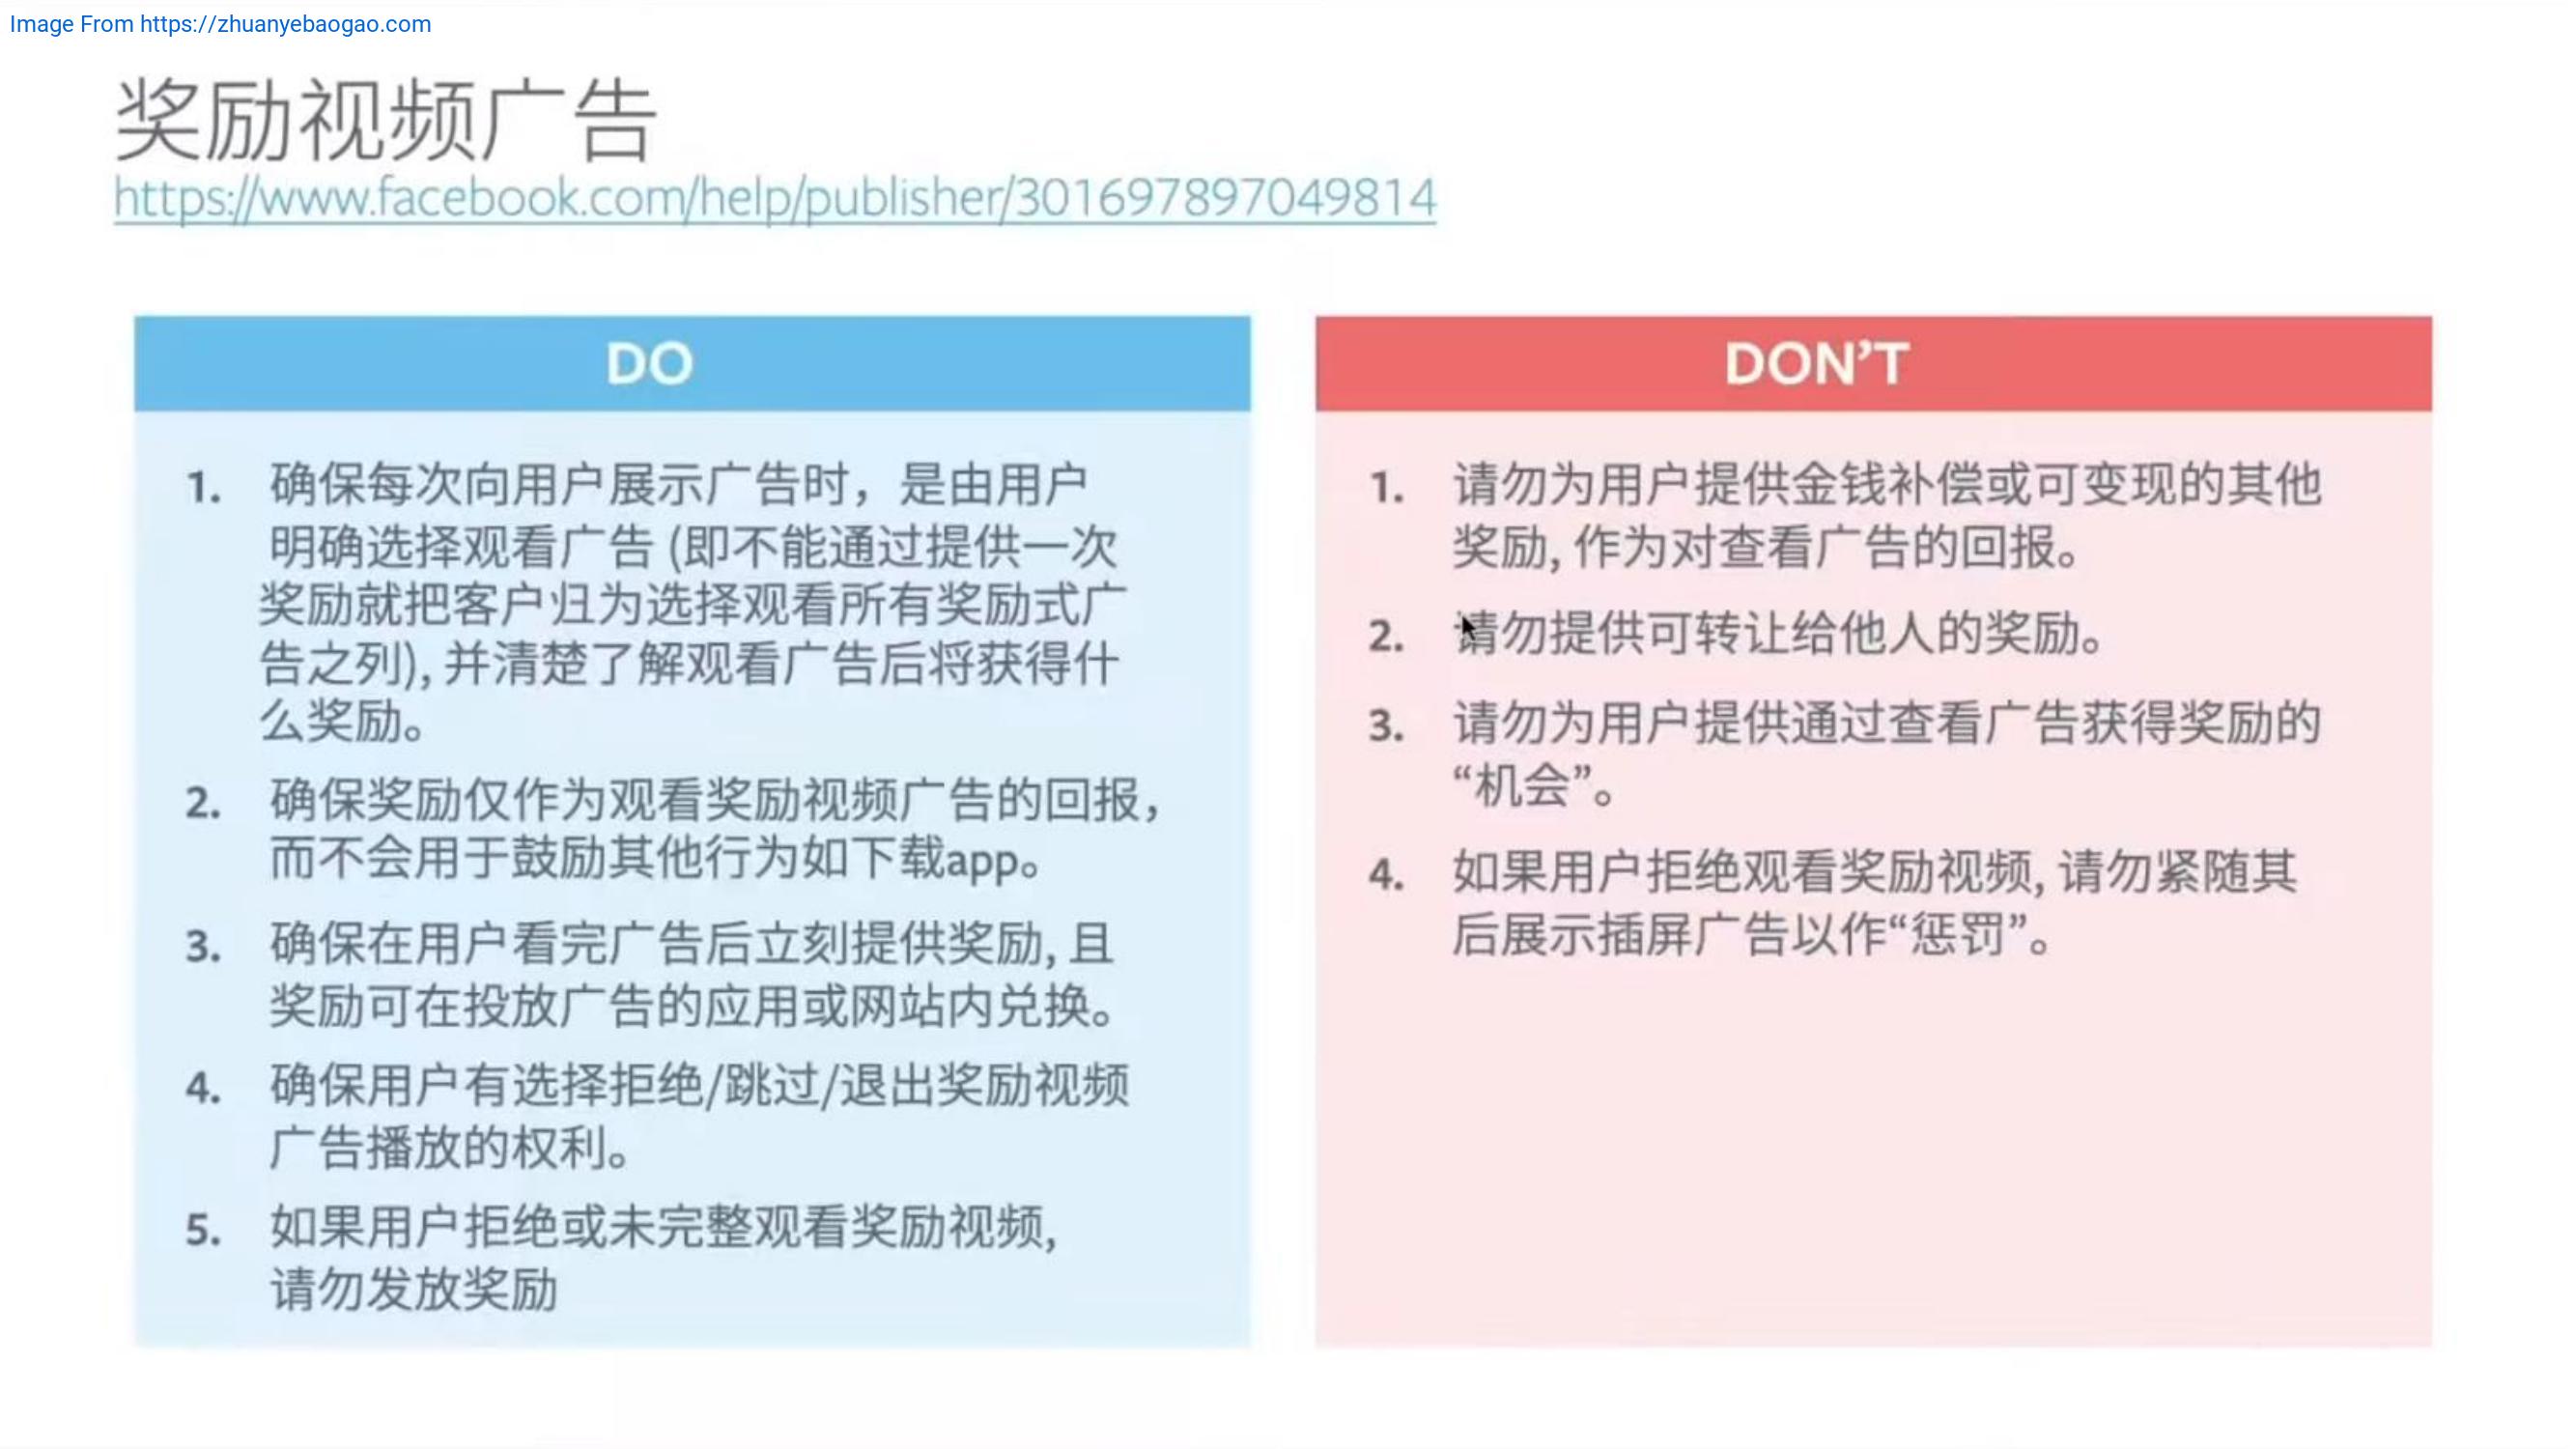 Image From https://zhuanyebaogao.com
奖励视频广告
https://www.facebook.com/help/publisher/301697897049814
DO
1. 确保每次向用户展示广告时，是由用户
明确选择观看广告 (即不能通过提供一次
奖励就把客户归为选择观看所有奖励式广
告之列), 并清楚了解观看广告后将获得什
么奖励。
2. 确保奖励仅作为观看奖励视频广告的回报，
而不会用于鼓励其他行为如下载app。
3. 确保在用户看完广告后立刻提供奖励, 且
奖励可在投放广告的应用或网站内兑换。
4. 确保用户有选择拒绝/跳过/退出奖励视频
广告播放的权利。
5. 如果用户拒绝或未完整观看奖励视频,
请勿发放奖励
DON’T
1. 请勿为用户提供金钱补偿或可变现的其他
奖励, 作为对查看广告的回报。
2. 请勿提供可转让给他人的奖励。
3. 请勿为用户提供通过查看广告获得奖励的
“机会”。
4. 如果用户拒绝观看奖励视频, 请勿紧随其
后展示插屏广告以作“惩罚”。